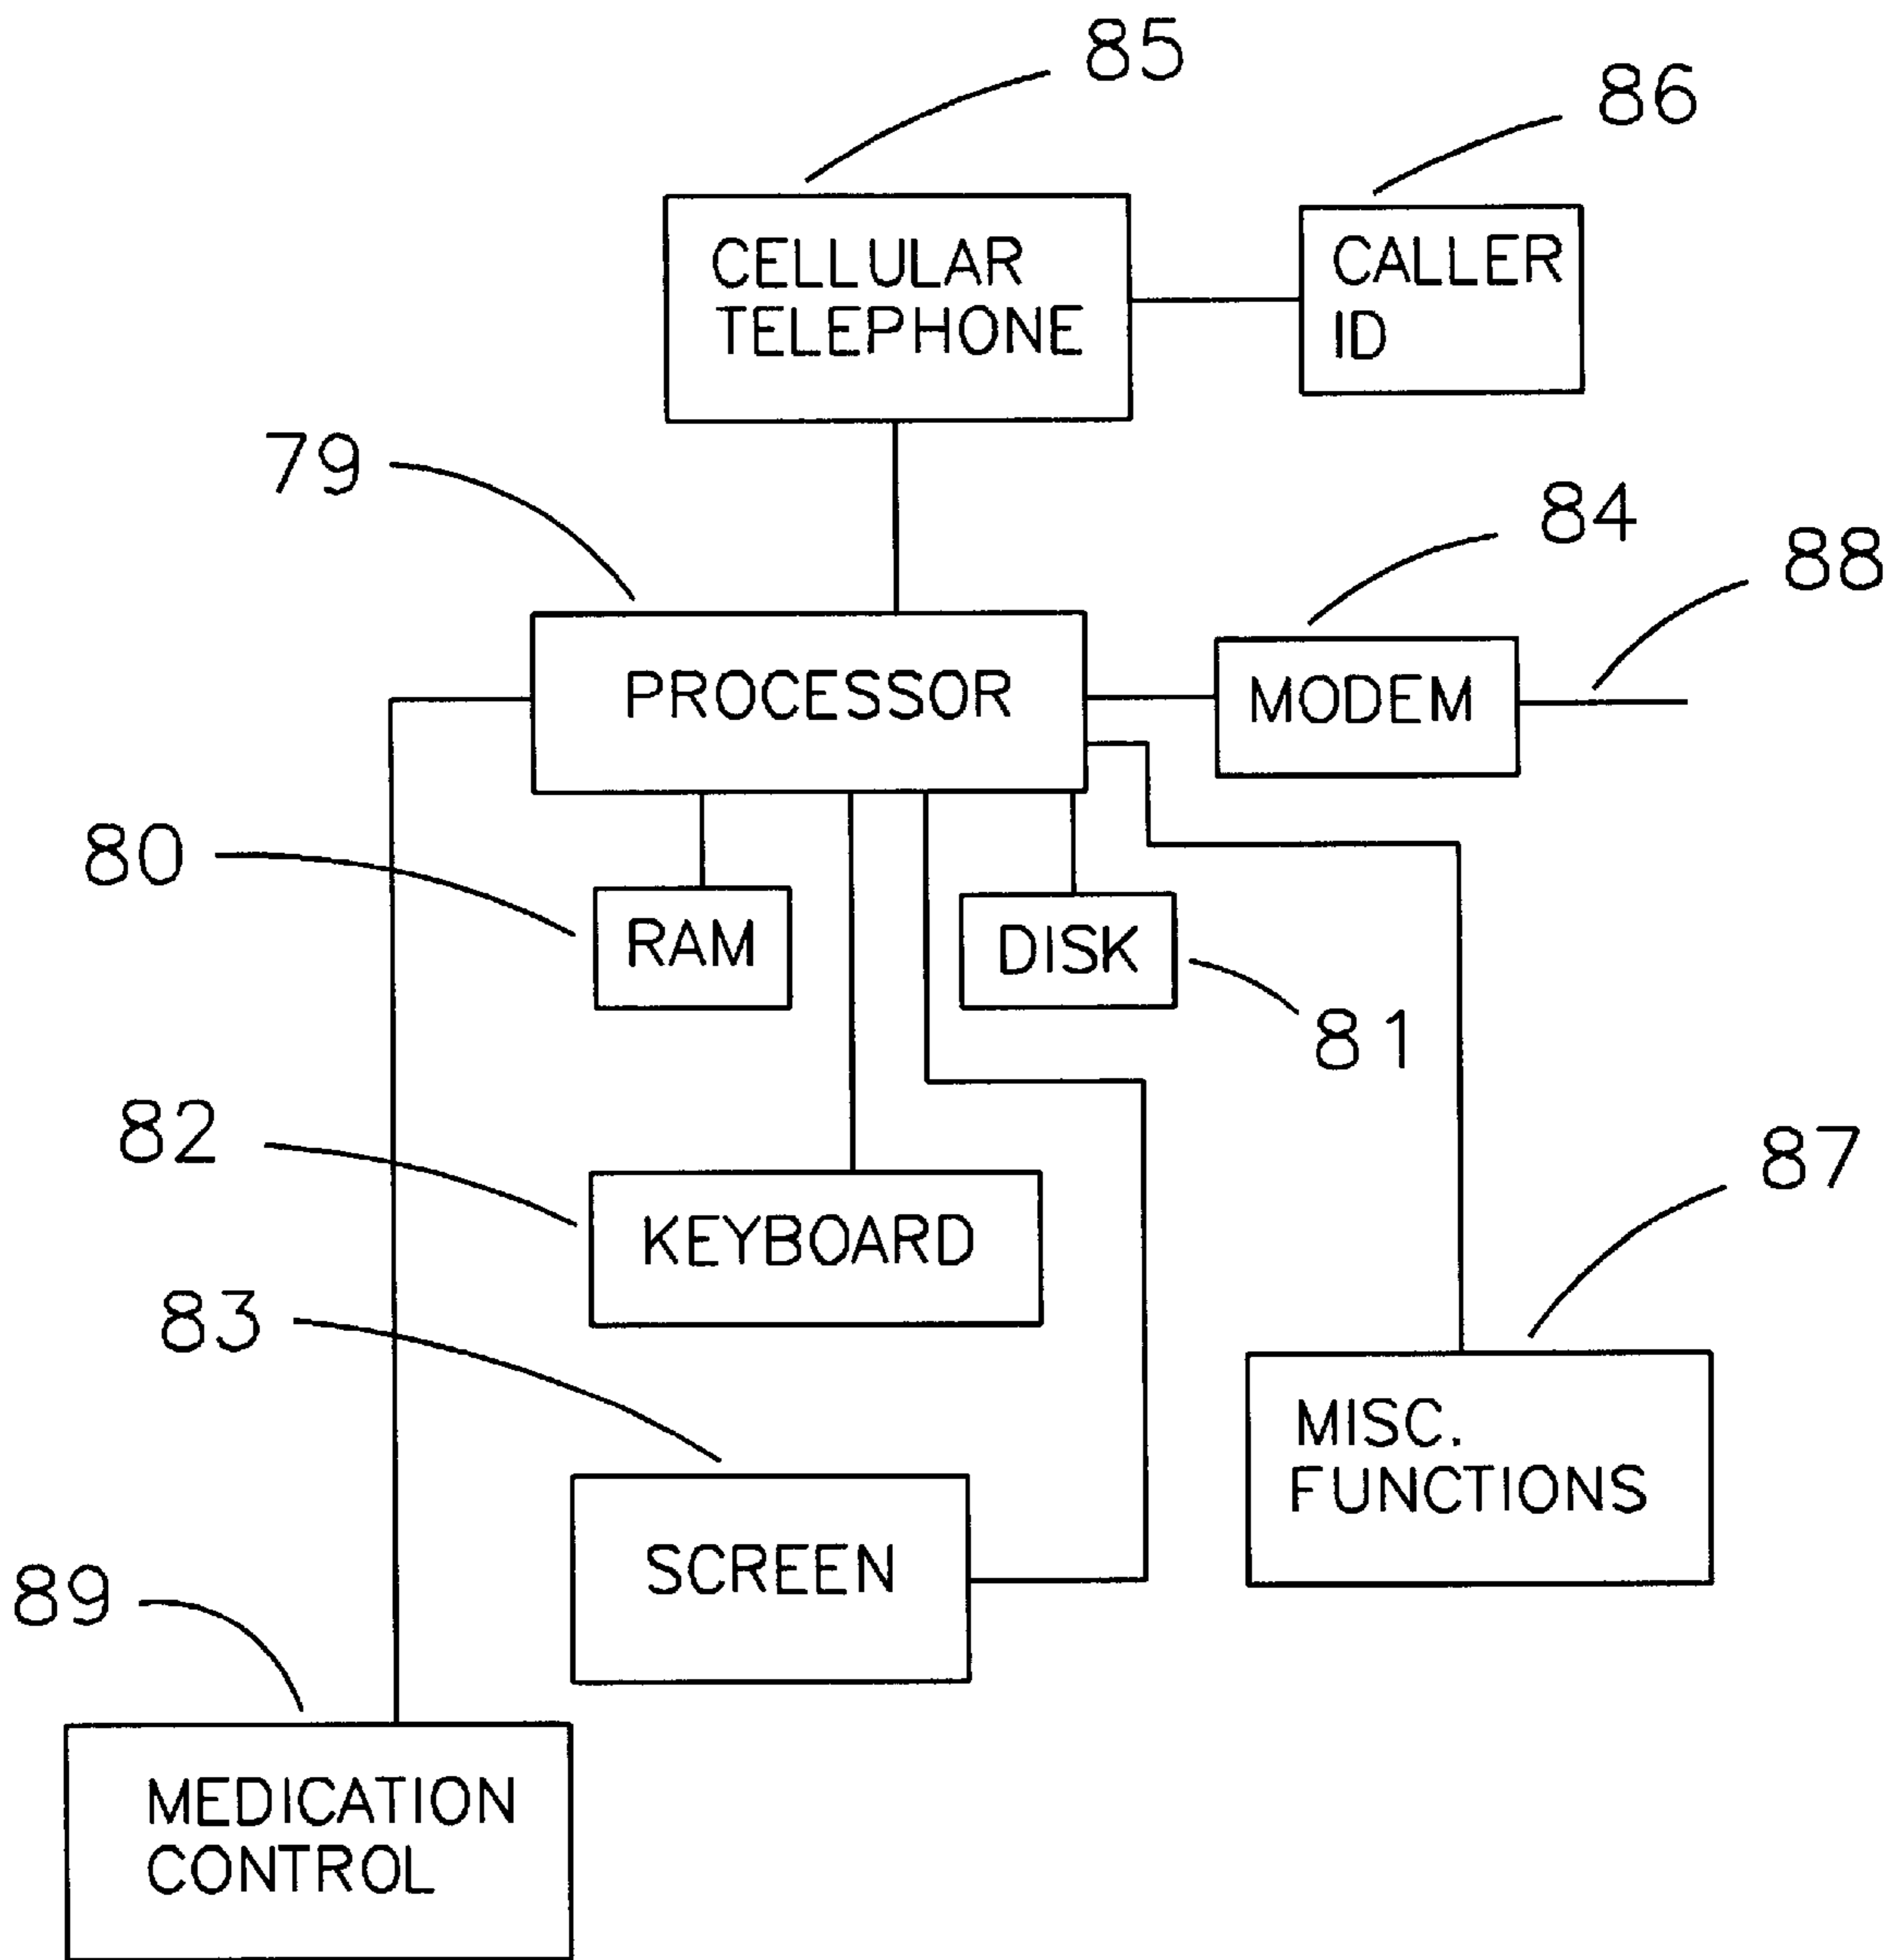 85
86
CELLULAR
TELEPHONE
CALLER
ID
79
84
88
PROCESSOR
MODEM
80
RAM
DISK
81
82
KEYBOARD
87
83
MISC.
FUNCTIONS
SCREEN
89
MEDICATION
CONTROL